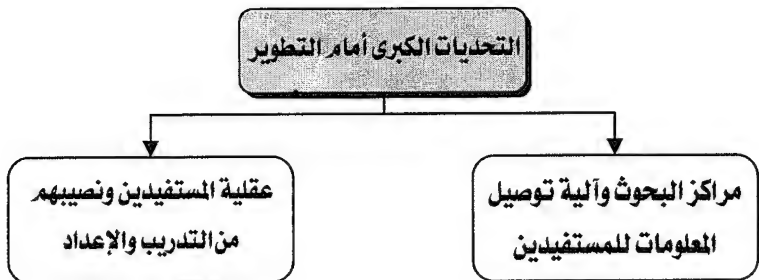 التحديات الكبرى أمام التطوير
مراكز البحوث وآلية توصيل
المعلومات للمستفيدين
عقلية المستفيدين ونصيبهم
من التدريب والإعداد